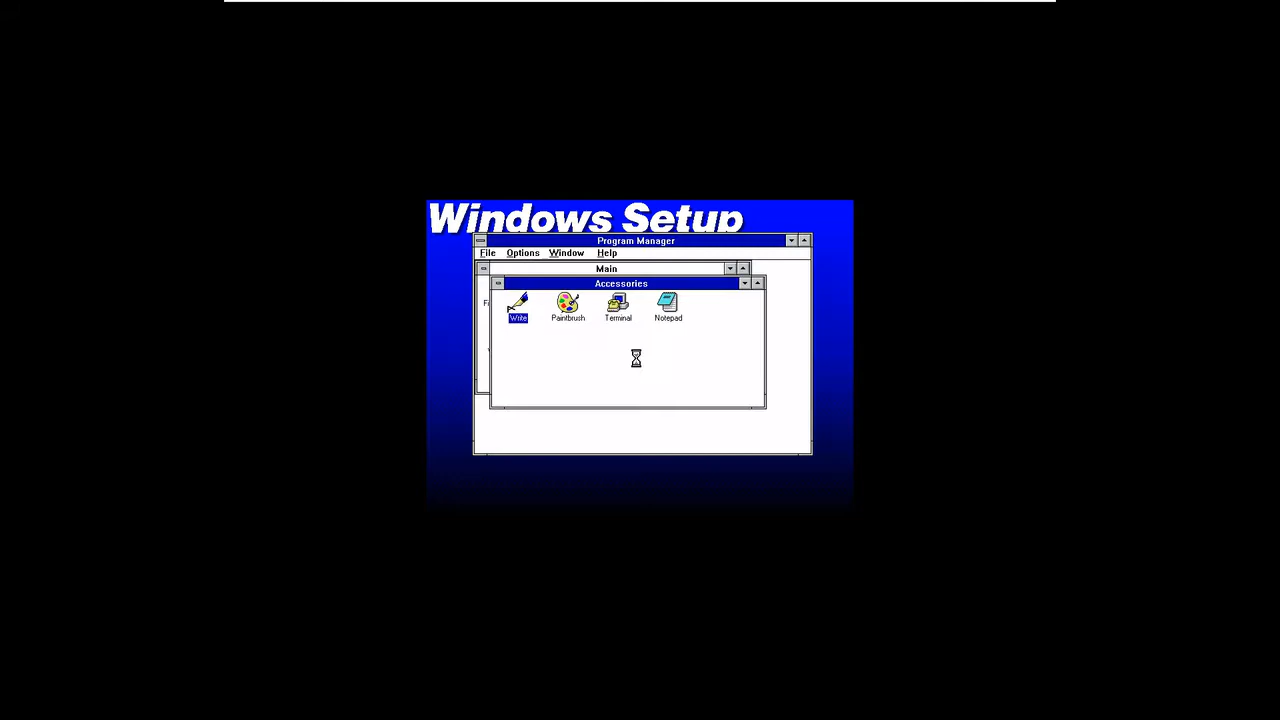 Windows Setup
Program Manager
File Options Window Help
Main
Accessories
Write Paintbrush Terminal Notepad